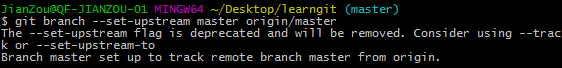 JianZou@QF-JIANZOU-01 MINGW64 ~/Desktop/learngit (master)
$ git branch --set-upstream master origin/master
The --set-upstream flag is deprecated and will be removed. Consider using --trac
k or --set-upstream-to
Branch master set up to track remote branch master from origin.